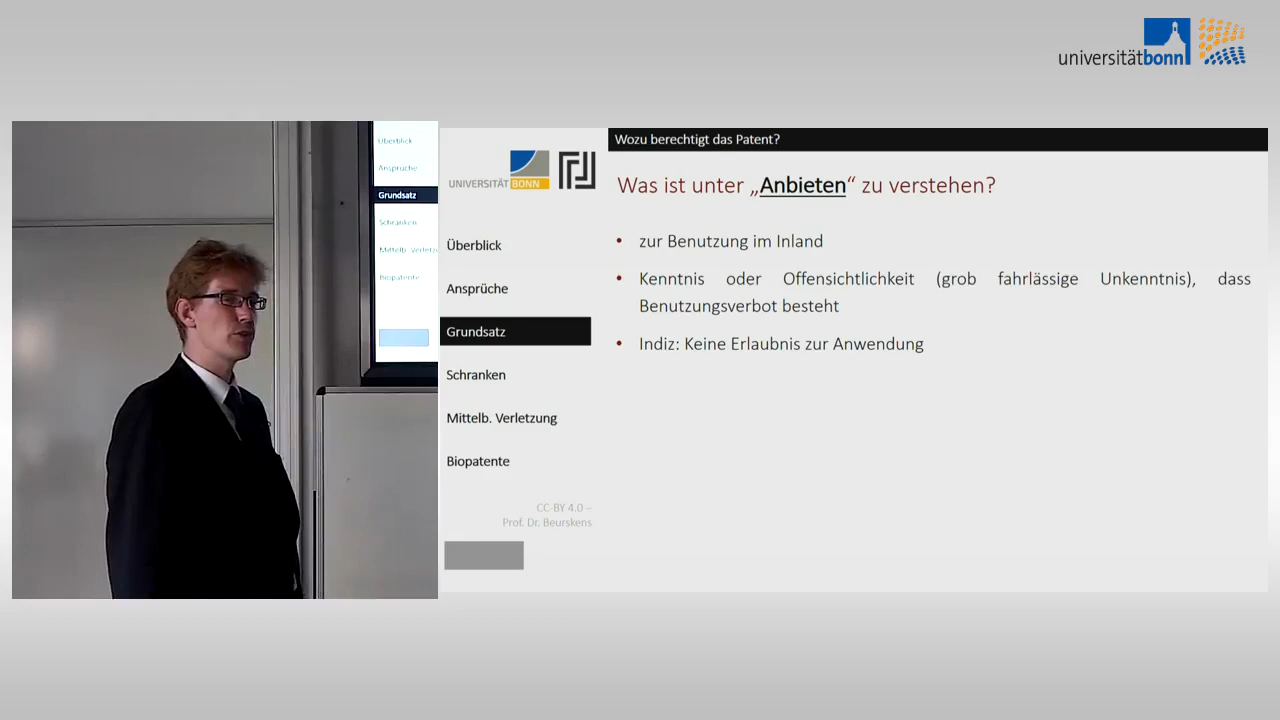 universitätbonn
Überblick
Ansprüche
Grundsatz
Schranken
Mittelb. Verletz
Biopatente
Wozu berechtigt das Patent?
UNIVERSITÄT BONN
Was ist unter „Anbieten“ zu verstehen?
Überblick
Ansprüche
Grundsatz
Schranken
Mittelb. Verletzung
Biopatente
CC-BY 4.0 –
Prof. Dr. Beurskens
• zur Benutzung im Inland
• Kenntnis oder Offensichtlichkeit (grob fahrlässige Unkenntnis), dass
Benutzungsverbot besteht
• Indiz: Keine Erlaubnis zur Anwendung